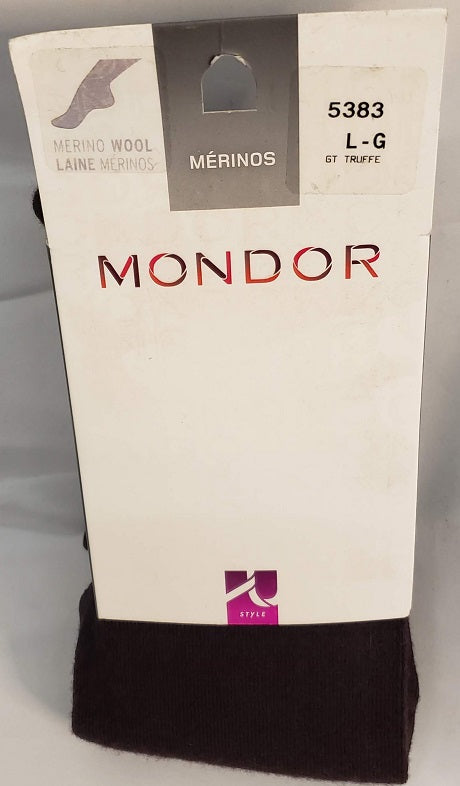 MERINO WOOL
LAINE MÉRINOS
MÉRINOS
5383
L-G
GT TRUFFE
MONDOR
STYLE